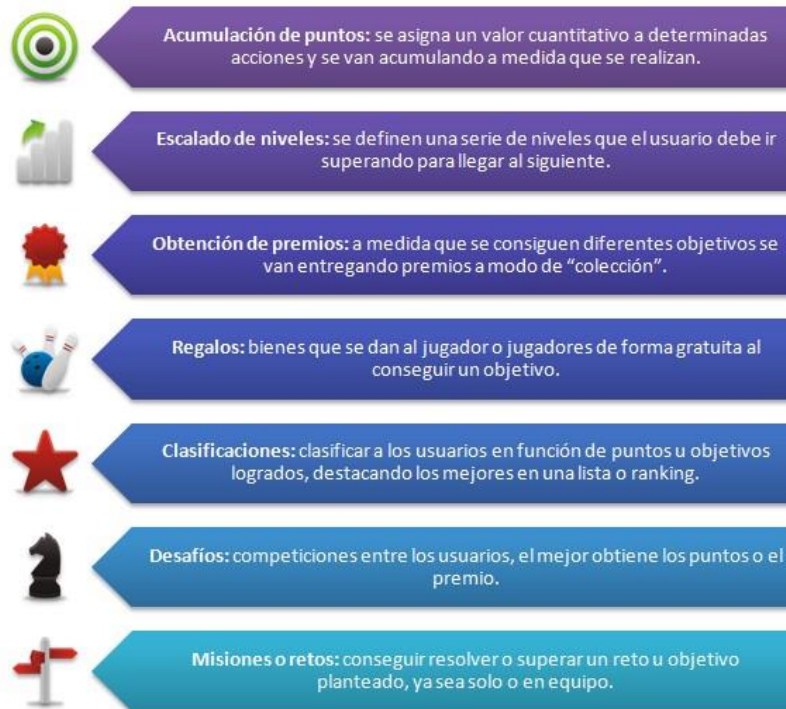 Acumulación de puntos: se asigna un valor cuantitativo a determinadas
acciones y se van acumulando a medida que se realizan.
Escalado de niveles: se definen una serie de niveles que el usuario debe ir
superando para llegar al siguiente.
Obtención de premios: a medida que se consiguen diferentes objetivos se
van entregando premios a modo de “colección”.
Regalos: bienes que se dan al jugador o jugadores de forma gratuita al
conseguir un objetivo.
Clasificaciones: clasificar a los usuarios en función de puntos u objetivos
logrados, destacando los mejores en una lista o ranking.
Desafíos: competiciones entre los usuarios, el mejor obtiene los puntos o el
premio.
Misiones o retos: conseguir resolver o superar un reto u objetivo
planteado, ya sea solo o en equipo.